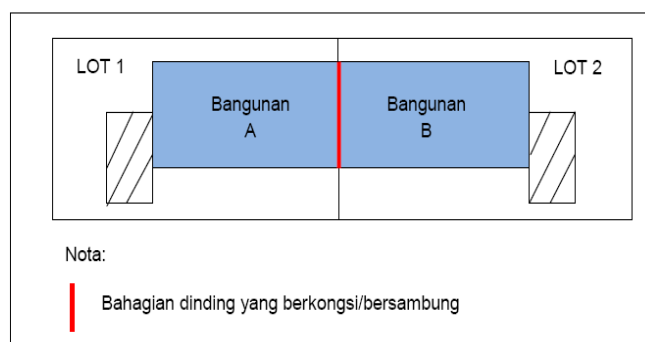 LOT 1
LOT 2
Bangunan
A
Bangunan
B
Nota:
Bahagian dinding yang berkongsi/bersambung